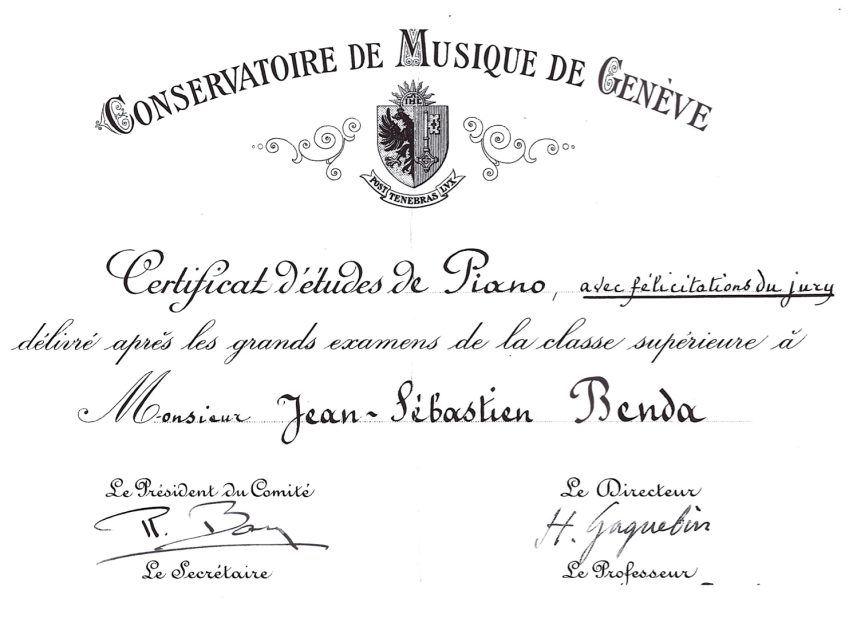 CONSERVATOIRE DE MUSIQUE DE GENÈVE
IHS
POST TENEBRAS LVX
Certificat d'études de Piano, avec félicitations du jury
délivré après les grands examens de la classe supérieure à
Monsieur Jean-Sébastien Benda
Le Président du Comité
Le Directeur
R.
H. Gagnebin
Le Secrétaire
Le Professeur